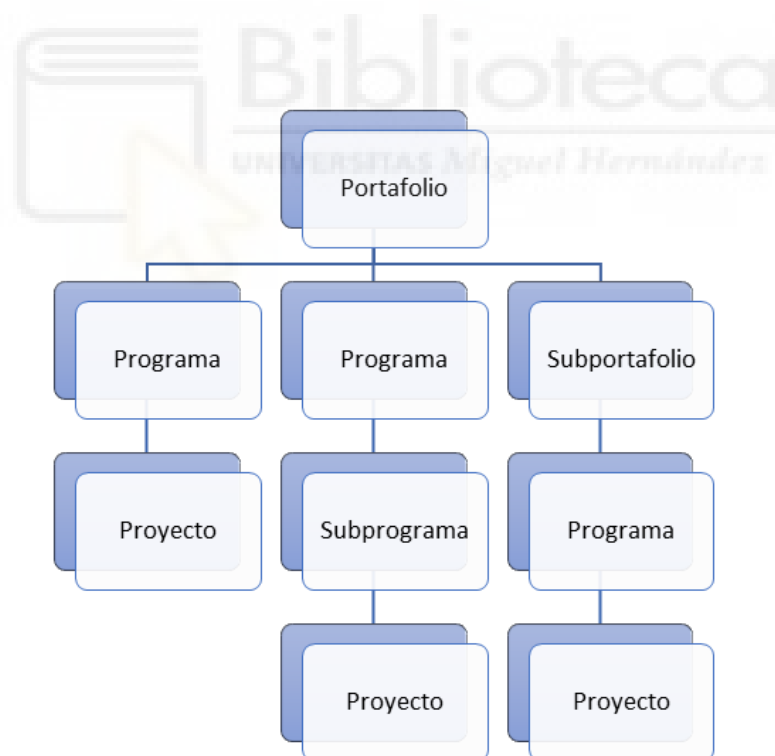 Biblioteca
UNIVERSITAS Miguel Hernández
Portafolio
Programa
Programa
Subportafolio
Proyecto
Subprograma
Programa
Proyecto
Proyecto